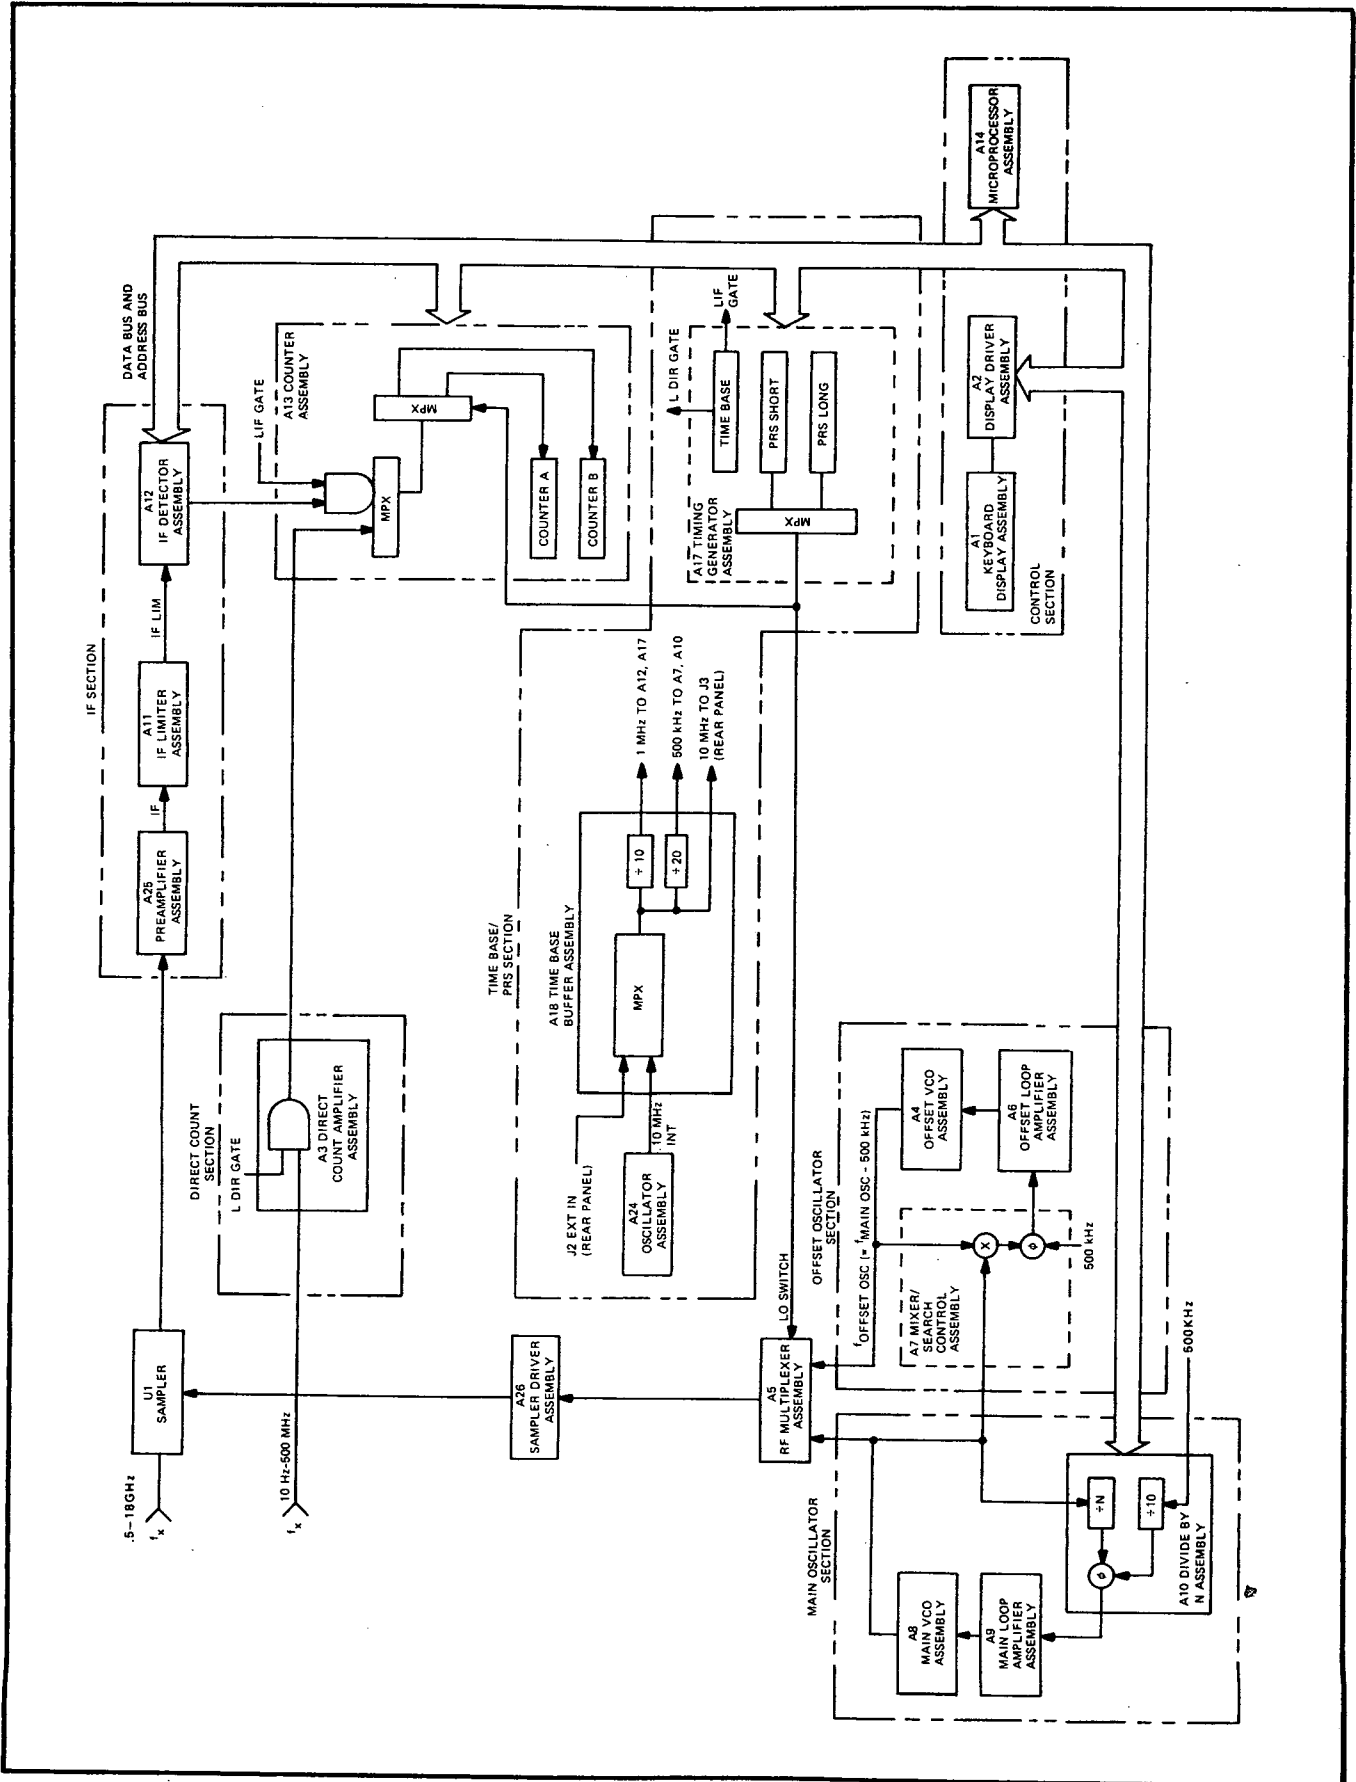 .5–18GHz
fx
U1
SAMPLER
10 Hz-500 MHz
fx
DIRECT COUNT
SECTION
L DIR GATE
A3 DIRECT
COUNT AMPLIFIER
ASSEMBLY
IF SECTION
A25
PREAMPLIFIER
ASSEMBLY
IF
A11
IF LIMITER
ASSEMBLY
IF LIM
A12
IF DETECTOR
ASSEMBLY
DATA BUS AND
ADDRESS BUS
LIF GATE
A13 COUNTER
ASSEMBLY
MPX
MPX
COUNTER A
COUNTER B
A26
SAMPLER DRIVER
ASSEMBLY
TIME BASE/
PRS SECTION
J2 EXT IN
(REAR PANEL)
A24
OSCILLATOR
ASSEMBLY
10 MHz
INT
A18 TIME BASE
BUFFER ASSEMBLY
MPX
÷ 10
÷ 20
1 MHz TO A12, A17
500 kHz TO A7, A10
10 MHz TO J3
(REAR PANEL)
L DIR GATE
LIF
GATE
A17 TIMING
GENERATOR
ASSEMBLY
MPX
TIME BASE
PRS SHORT
PRS LONG
A5
RF MULTIPLEXER
ASSEMBLY
LO SWITCH
OFFSET OSCILLATOR
SECTION
fOFFSET OSC (= fMAIN OSC - 500 kHz)
A7 MIXER/
SEARCH
CONTROL
ASSEMBLY
X
ϕ
500 kHz
A4
OFFSET VCO
ASSEMBLY
A6
OFFSET LOOP
AMPLIFIER
ASSEMBLY
MAIN OSCILLATOR
SECTION
A8
MAIN VCO
ASSEMBLY
A9
MAIN LOOP
AMPLIFIER
ASSEMBLY
ϕ
÷N
÷10
A10 DIVIDE BY
N ASSEMBLY
500KHz
A1
KEYBOARD
DISPLAY ASSEMBLY
CONTROL
SECTION
A2
DISPLAY DRIVER
ASSEMBLY
A14
MICROPROCESSOR
ASSEMBLY